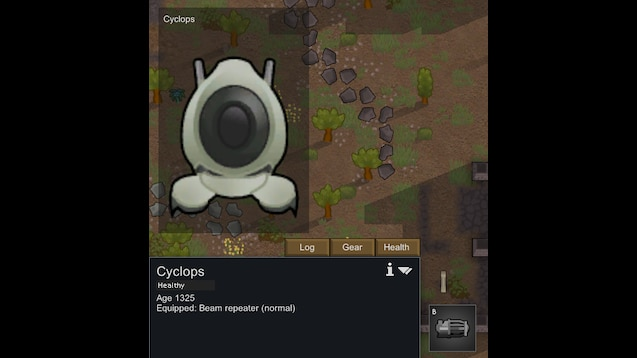 Cyclops
Log Gear Health
Cyclops
Healthy
Age 1325
Equipped: Beam repeater (normal)
B